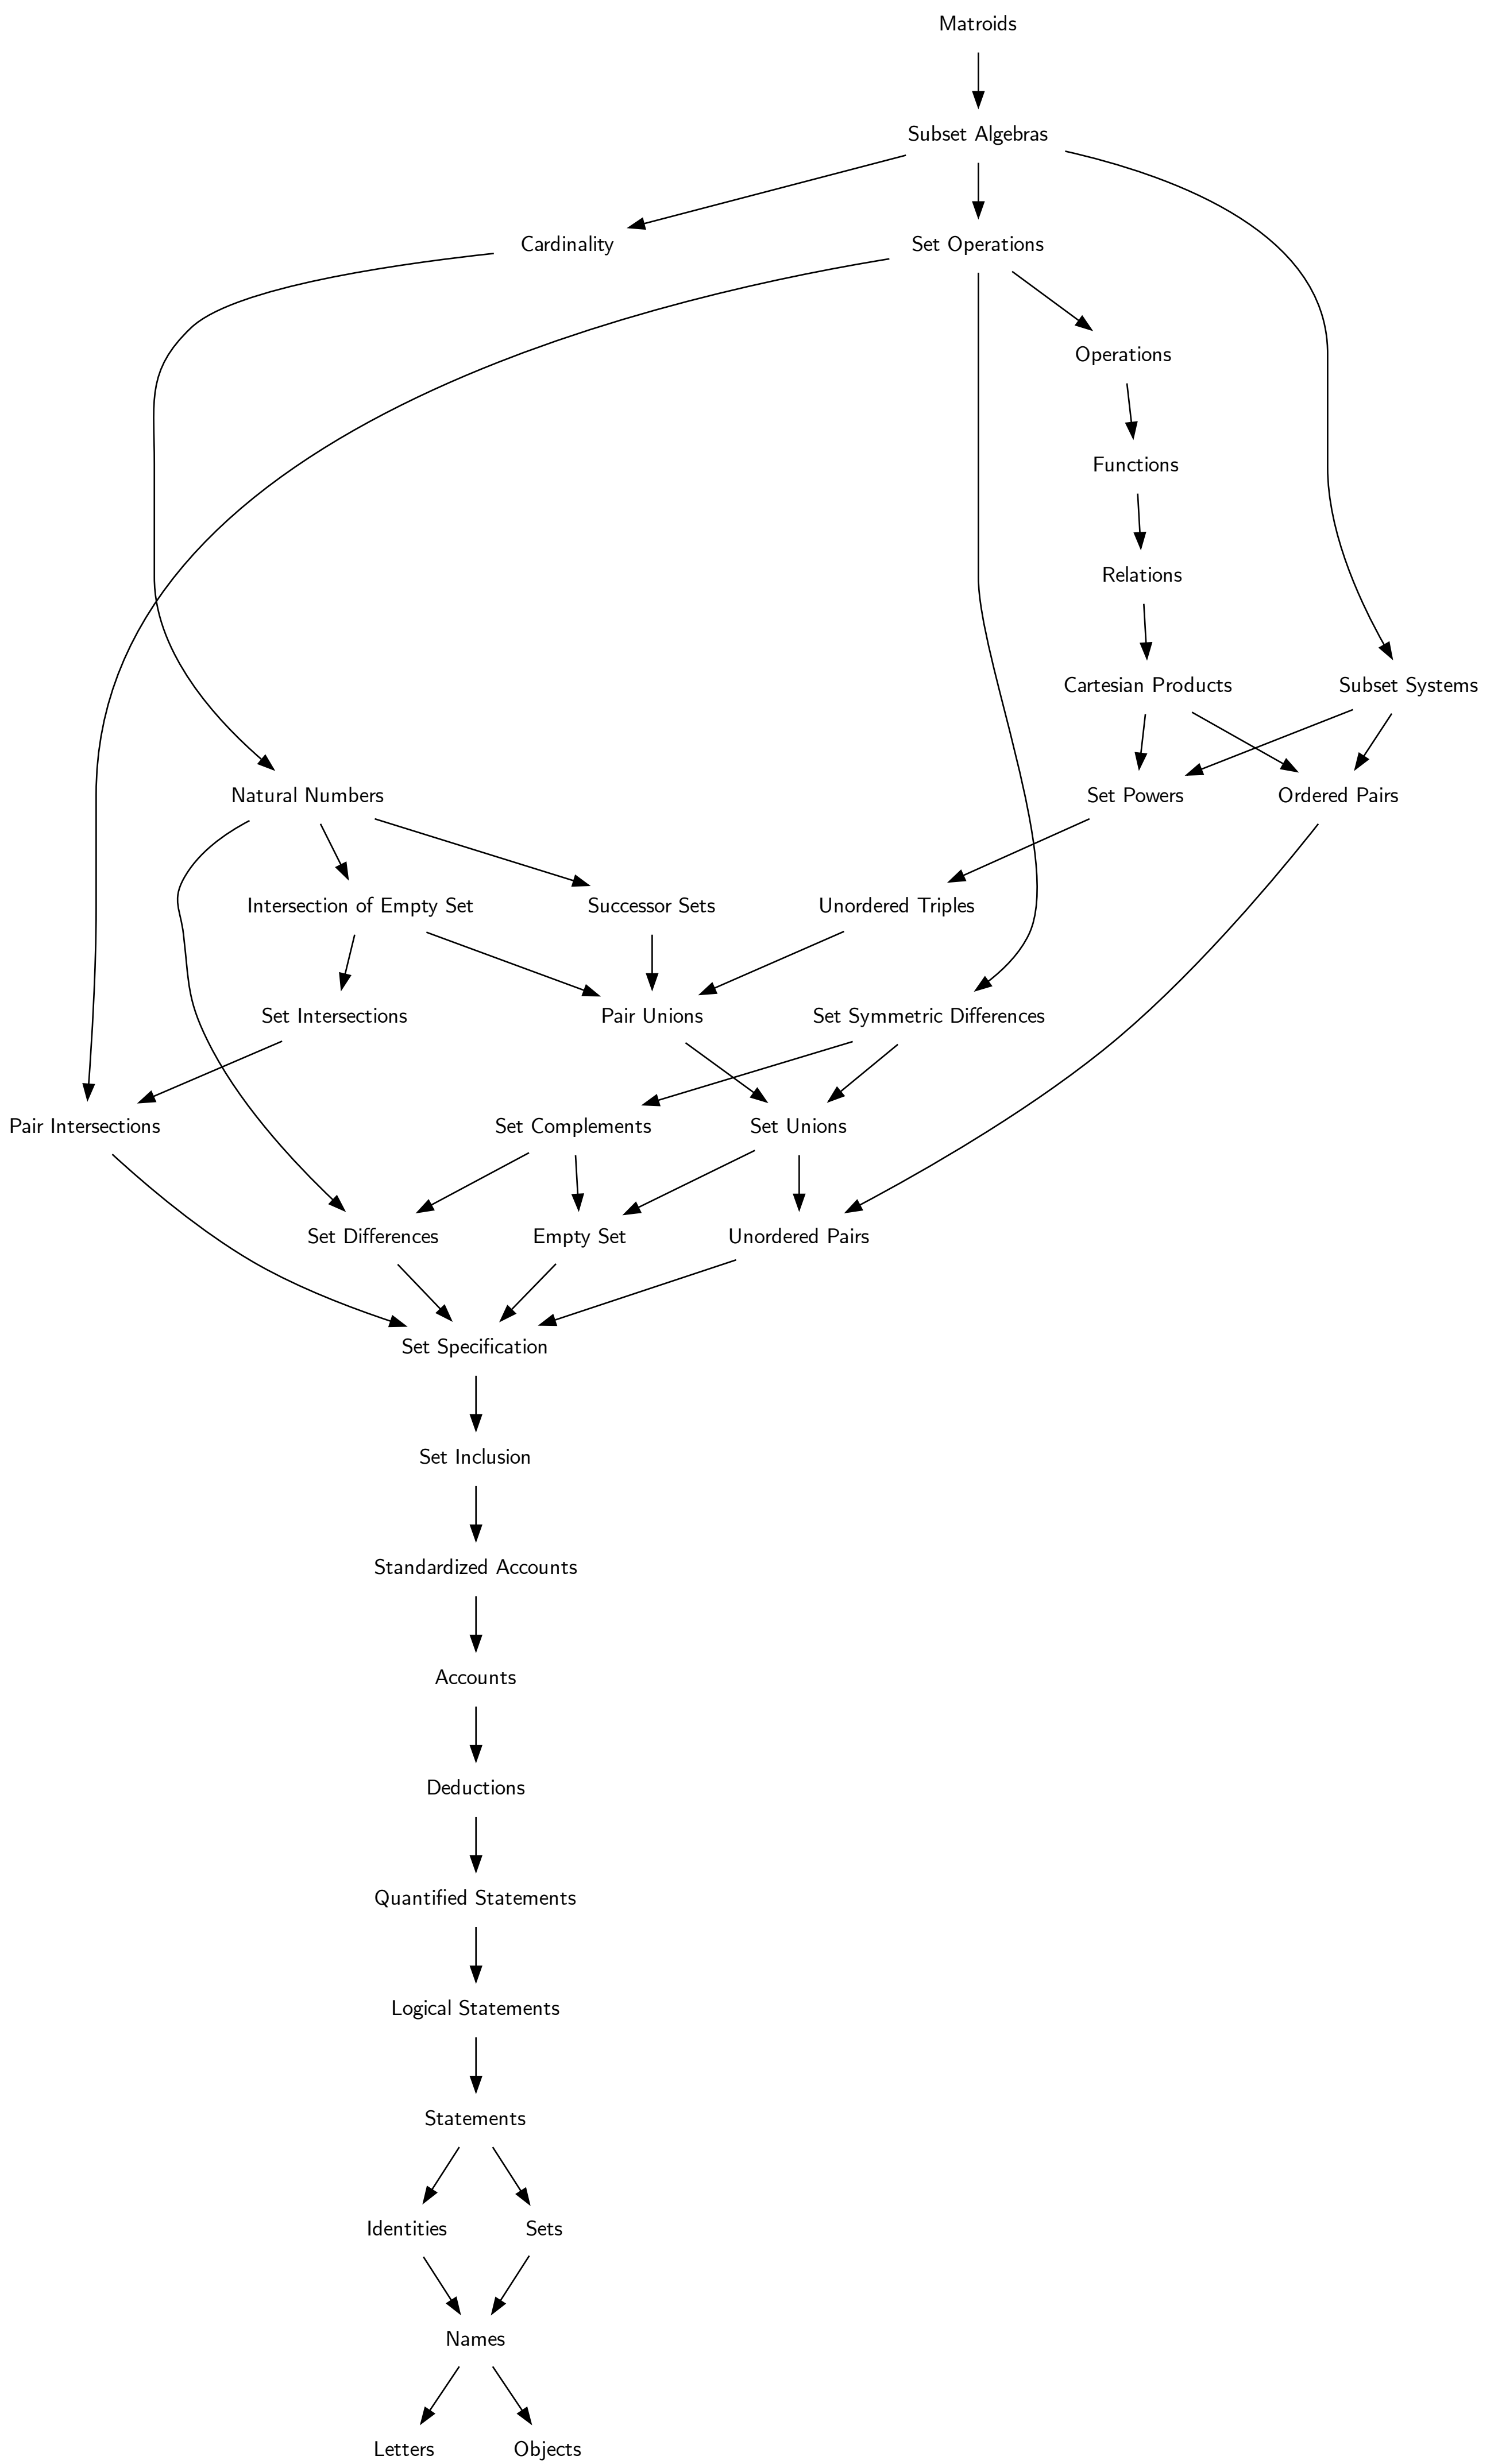 Matroids
Subset Algebras
Cardinality
Set Operations
Operations
Functions
Relations
Cartesian Products
Subset Systems
Natural Numbers
Set Powers
Ordered Pairs
Intersection of Empty Set
Successor Sets
Unordered Triples
Set Intersections
Pair Unions
Set Symmetric Differences
Pair Intersections
Set Complements
Set Unions
Set Differences
Empty Set
Unordered Pairs
Set Specification
Set Inclusion
Standardized Accounts
Accounts
Deductions
Quantified Statements
Logical Statements
Statements
Identities
Sets
Names
Letters
Objects